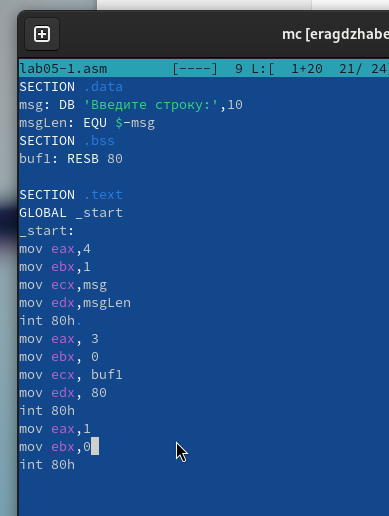 mc [eragdzhabe
lab05-1.asm [----] 9 L:[ 1+20 21/ 24
SECTION .data
msg: DB 'Введите строку:',10
msgLen: EQU $-msg
SECTION .bss
buf1: RESB 80
SECTION .text
GLOBAL _start
_start:
mov eax,4
mov ebx,1
mov ecx,msg
mov edx,msgLen
int 80h
mov eax, 3
mov ebx, 0
mov ecx, buf1
mov edx, 80
int 80h
mov eax,1
mov ebx,0
int 80h